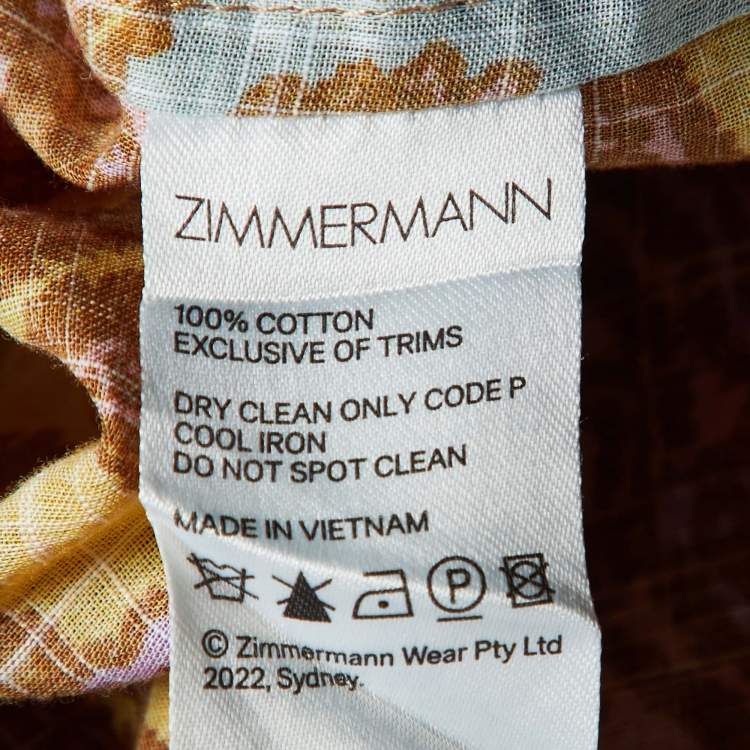 ZIMMERMANN
100% COTTON
EXCLUSIVE OF TRIMS
DRY CLEAN ONLY CODE P
COOL IRON
DO NOT SPOT CLEAN
MADE IN VIETNAM
P
© Zimmermann Wear Pty Ltd
2022, Sydney.